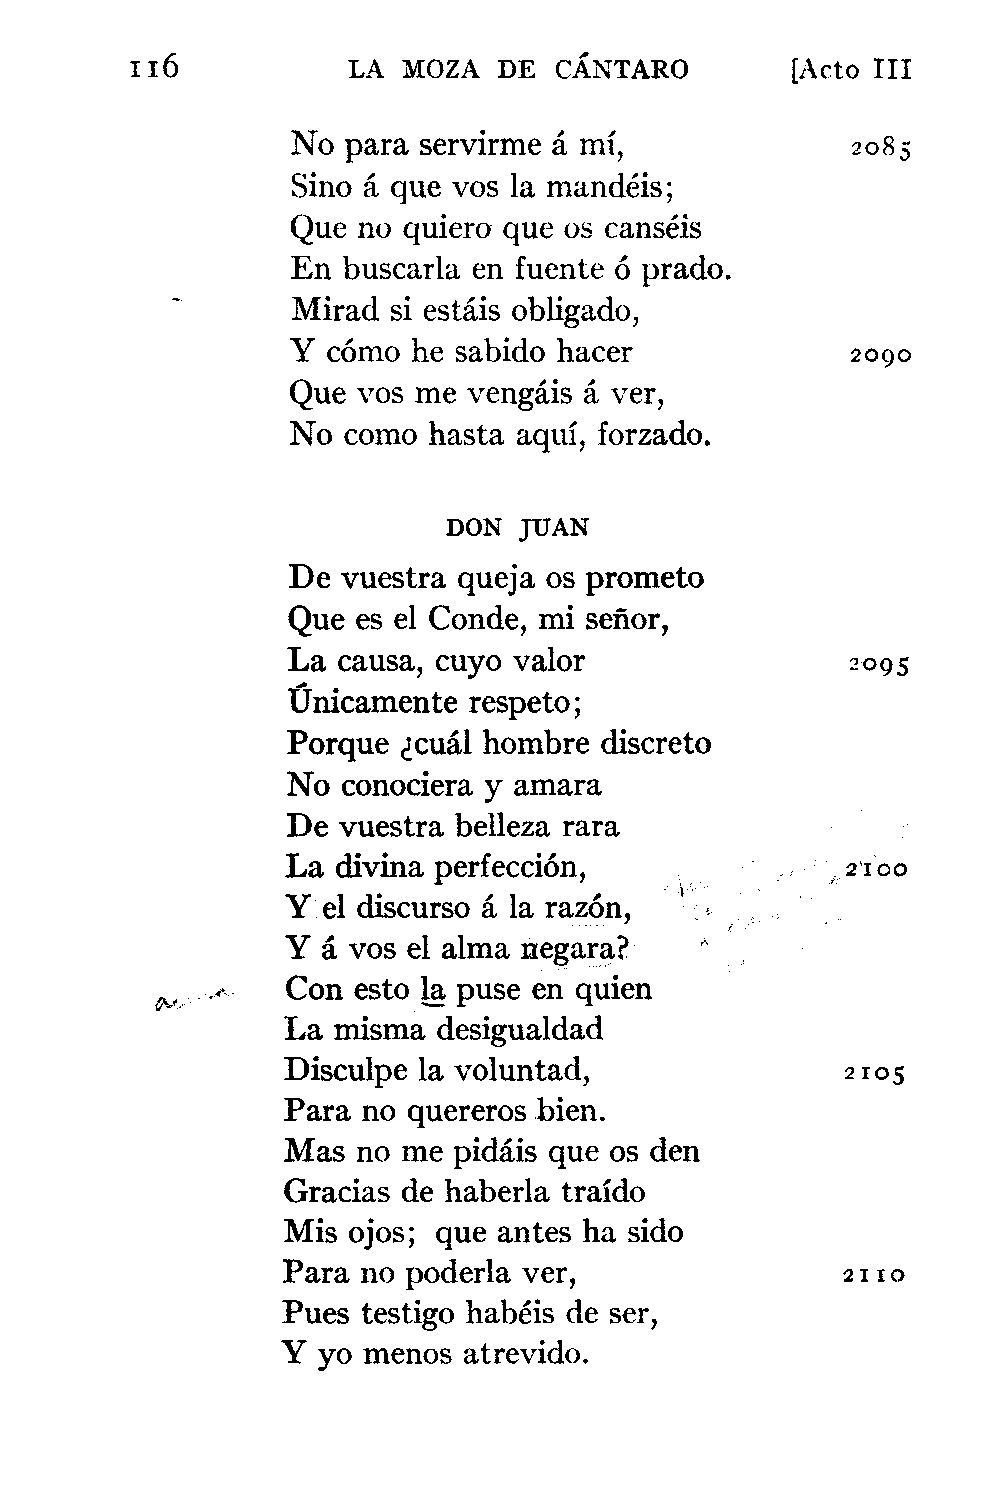 116 LA MOZA DE CÁNTARO [Acto III
No para servirme á mí, 2085
Sino á que vos la mandéis;
Que no quiero que os canséis
En buscarla en fuente ó prado.
Mirad si estáis obligado,
Y cómo he sabido hacer 2090
Que vos me vengáis á ver,
No como hasta aquí, forzado.
DON JUAN
De vuestra queja os prometo
Que es el Conde, mi señor,
La causa, cuyo valor 2095
Únicamente respeto;
Porque ¿cuál hombre discreto
No conociera y amara
De vuestra belleza rara
La divina perfección, 2100
Y el discurso á la razón,
Y á vos el alma negara?
Con esto la puse en quien
La misma desigualdad
Disculpe la voluntad, 2105
Para no quereros bien.
Mas no me pidáis que os den
Gracias de haberla traído
Mis ojos; que antes ha sido
Para no poderla ver, 2110
Pues testigo habéis de ser,
Y yo menos atrevido.